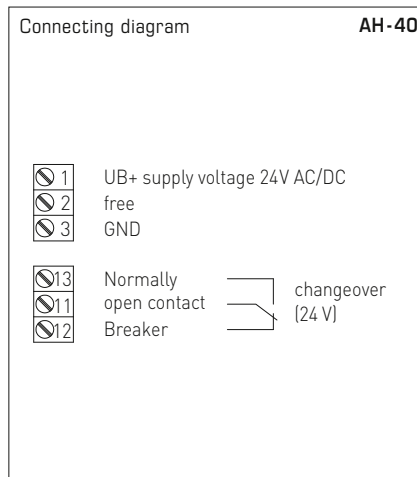 Connecting diagram AH-40
1 UB+ supply voltage 24V AC/DC
2 free
3 GND
13 Normally
11 open contact
12 Breaker
changeover
(24 V)